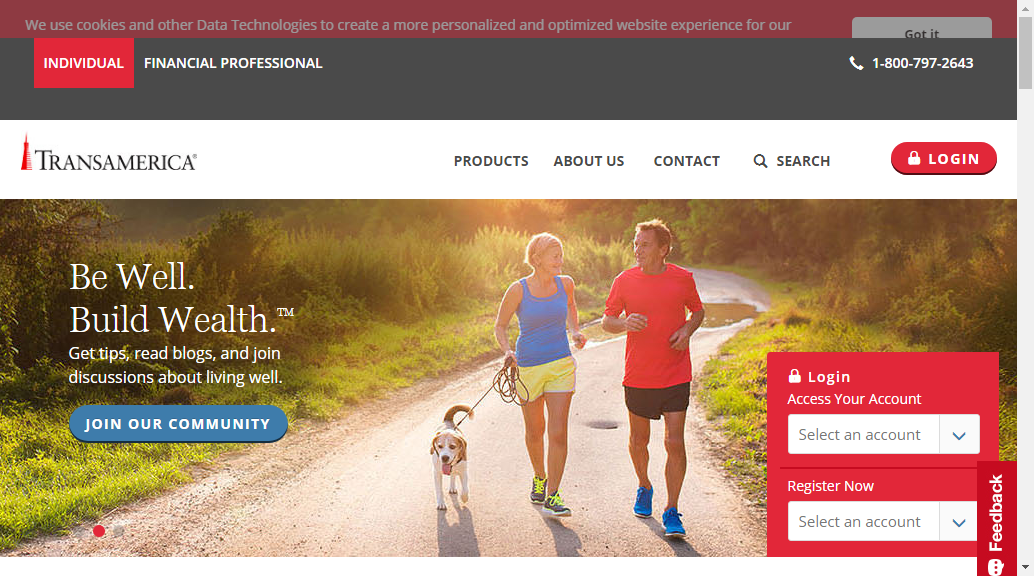 We use cookies and other Data Technologies to create a more personalized and optimized website experience for our
Got it
INDIVIDUAL
FINANCIAL PROFESSIONAL
1-800-797-2643
TRANSAMERICA®
PRODUCTS
ABOUT US
CONTACT
SEARCH
LOGIN
Be Well.
Build Wealth.™
Get tips, read blogs, and join
discussions about living well.
JOIN OUR COMMUNITY
Login
Access Your Account
Select an account
Register Now
Select an account
Feedback